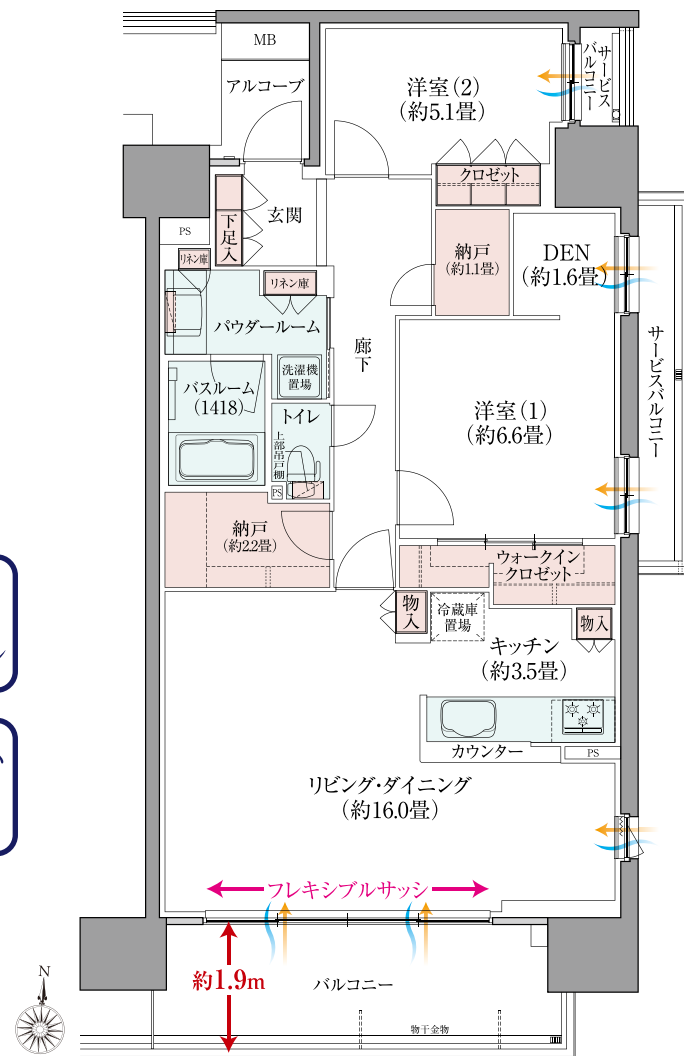 MB
アルコーブ
洋室(2)
(約5.1畳)
サービス
バルコニー
クロゼット
玄関
下足入
PS
リネン庫
リネン庫
納戸
(約1.1畳)
DEN
(約1.6畳)
パウダールーム
廊下
洗濯機
置場
バスルーム
(1418)
トイレ
上部吊戸棚
PS
洋室(1)
(約6.6畳)
サービスバルコニー
納戸
(約2.2畳)
ウォークイン
クロゼット
物入
冷蔵庫
置場
物入
キッチン
(約3.5畳)
カウンター
PS
リビング・ダイニング
(約16.0畳)
フレキシブルサッシ
約1.9m
バルコニー
物干金物
N